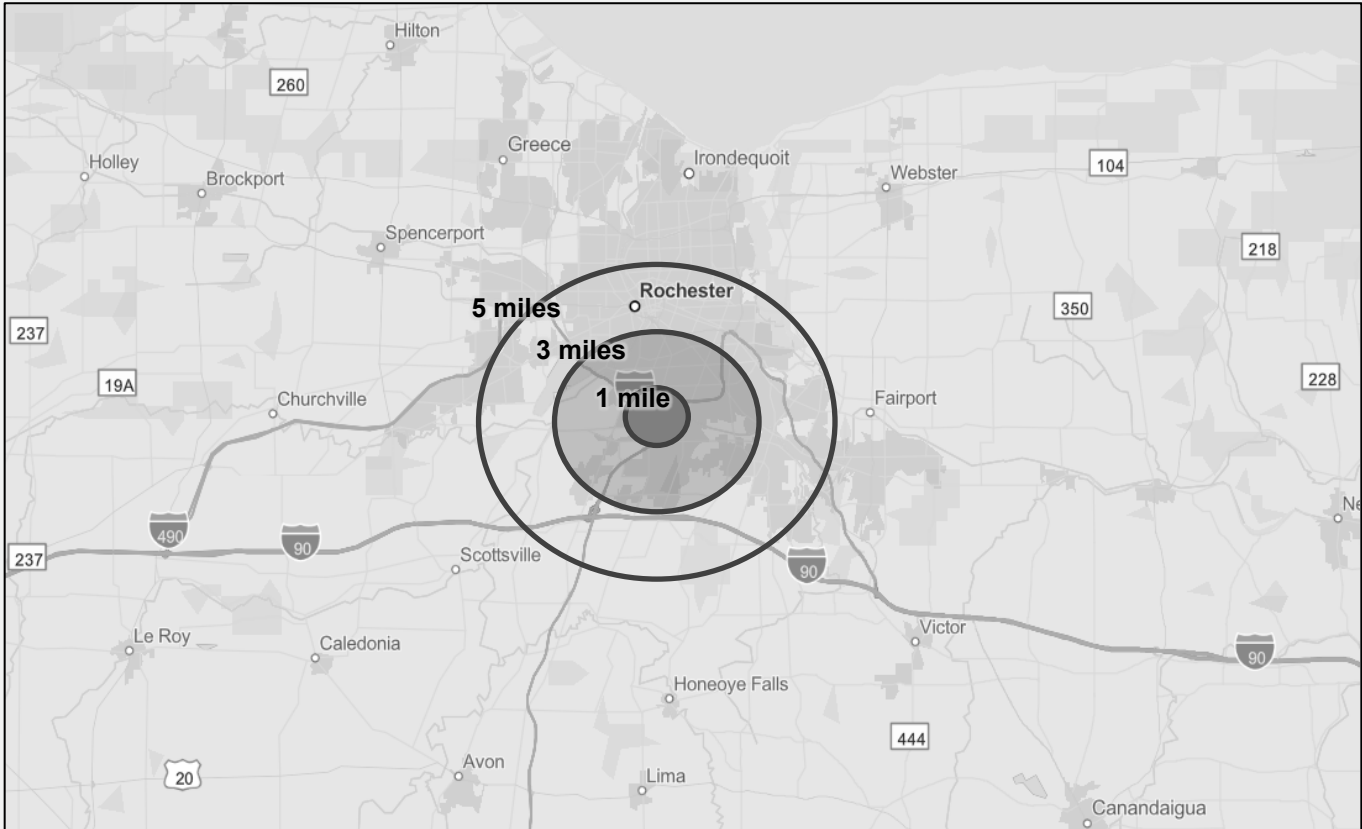 Hilton
260
Greece
Irondequoit
104
Holley
Brockport
Webster
Spencerport
218
5 miles
Rochester
350
237
3 miles
19A
1 mile
228
Churchville
Fairport
490
90
Ne
237
Scottsville
90
Le Roy
Caledonia
Victor
90
Honeoye Falls
444
20
Avon
Lima
Canandaigua